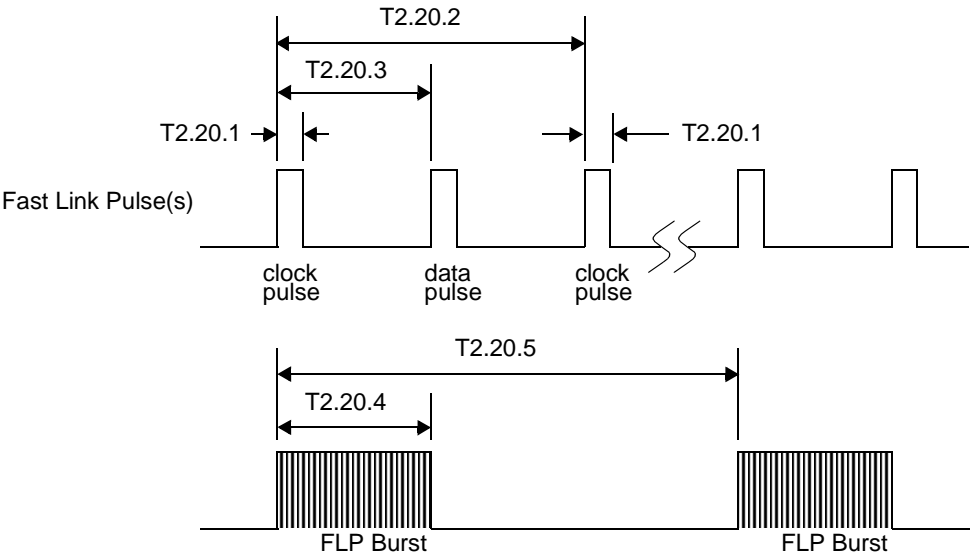 T2.20.2
T2.20.3
T2.20.1
T2.20.1
Fast Link Pulse(s)
clock
pulse
data
pulse
clock
pulse
T2.20.5
T2.20.4
FLP Burst
FLP Burst